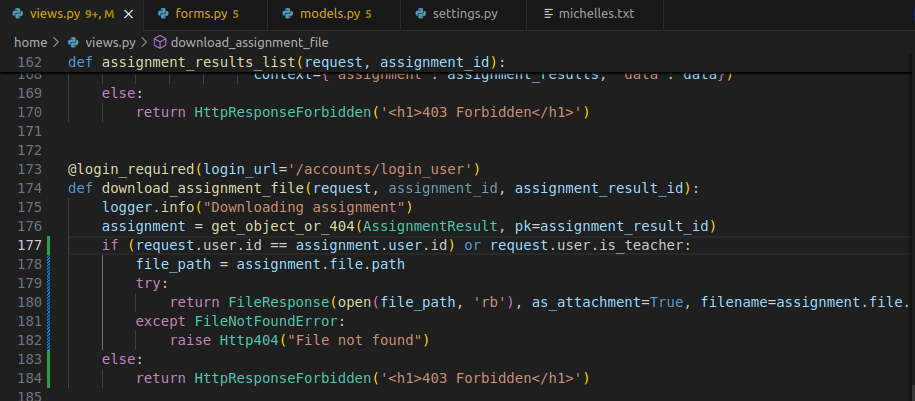 views.py 9+, M
forms.py 5
models.py 5
settings.py
michelles.txt
home > views.py > download_assignment_file
162 def assignment_results_list(request, assignment_id):
168 context={'assignment': assignment_results, 'data': data})
169 else:
170 return HttpResponseForbidden('<h1>403 Forbidden</h1>')
171
172
173 @login_required(login_url='/accounts/login_user')
174 def download_assignment_file(request, assignment_id, assignment_result_id):
175 logger.info("Downloading assignment")
176 assignment = get_object_or_404(AssignmentResult, pk=assignment_result_id)
177 if (request.user.id == assignment.user.id) or request.user.is_teacher:
178 file_path = assignment.file.path
179 try:
180 return FileResponse(open(file_path, 'rb'), as_attachment=True, filename=assignment.file.
181 except FileNotFoundError:
182 raise Http404("File not found")
183 else:
184 return HttpResponseForbidden('<h1>403 Forbidden</h1>')
185